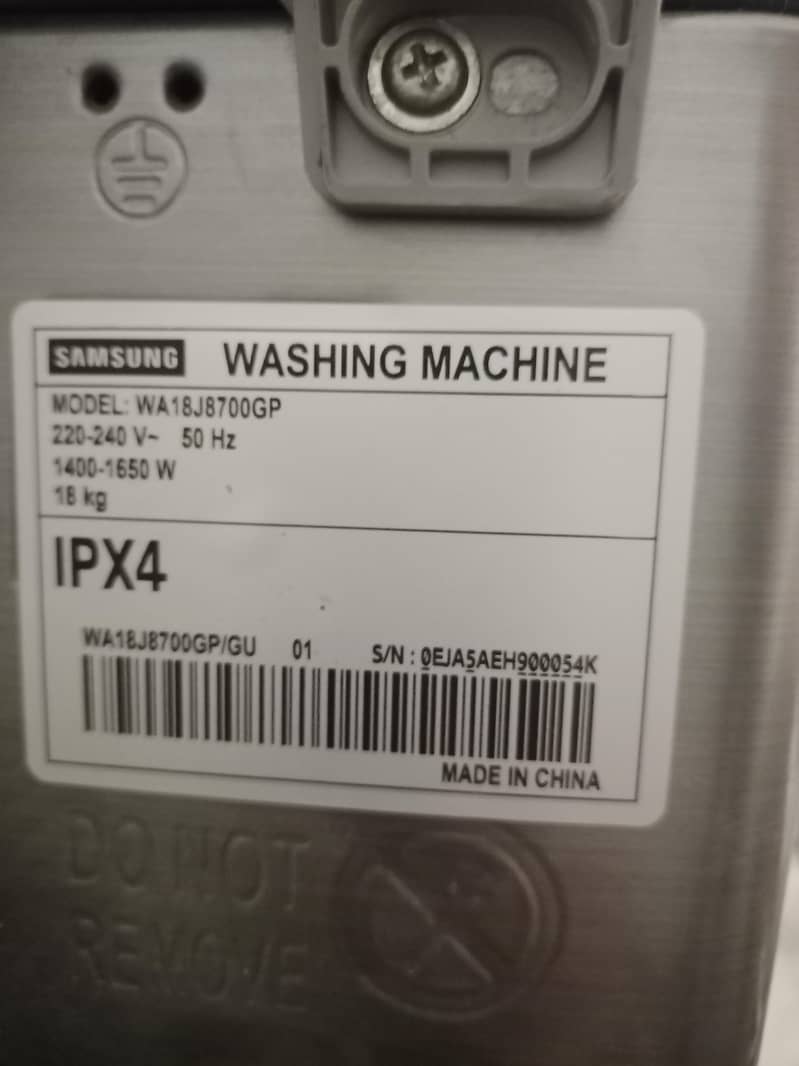 SAMSUNG WASHING MACHINE
MODEL: WA18J8700GP
220-240 V~ 50 Hz
1400-1650 W
18 kg
IPX4
WA18J8700GP/GU 01 S/N : 0EJA5AEH900054K
MADE IN CHINA
DO NOT
REMOVE